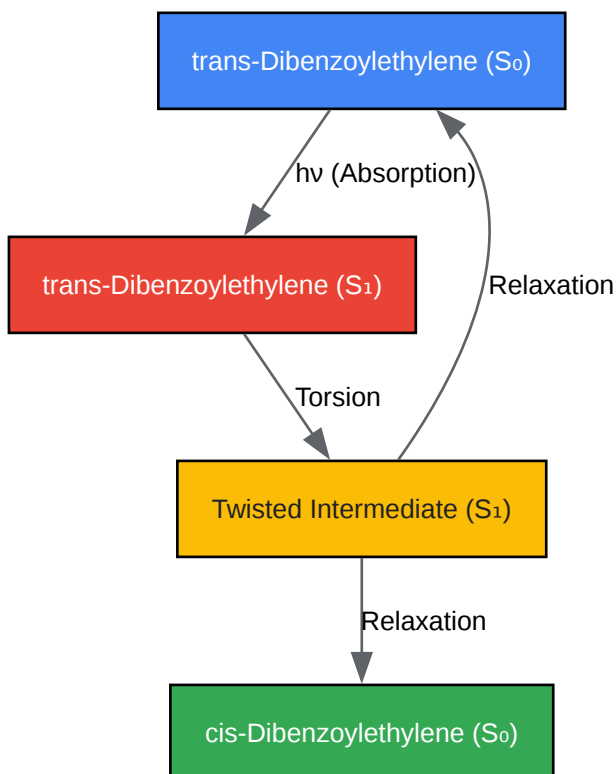 trans-Dibenzoylethylene (S₀)
hν (Absorption)
trans-Dibenzoylethylene (S₁)
Relaxation
Torsion
Twisted Intermediate (S₁)
Relaxation
cis-Dibenzoylethylene (S₀)